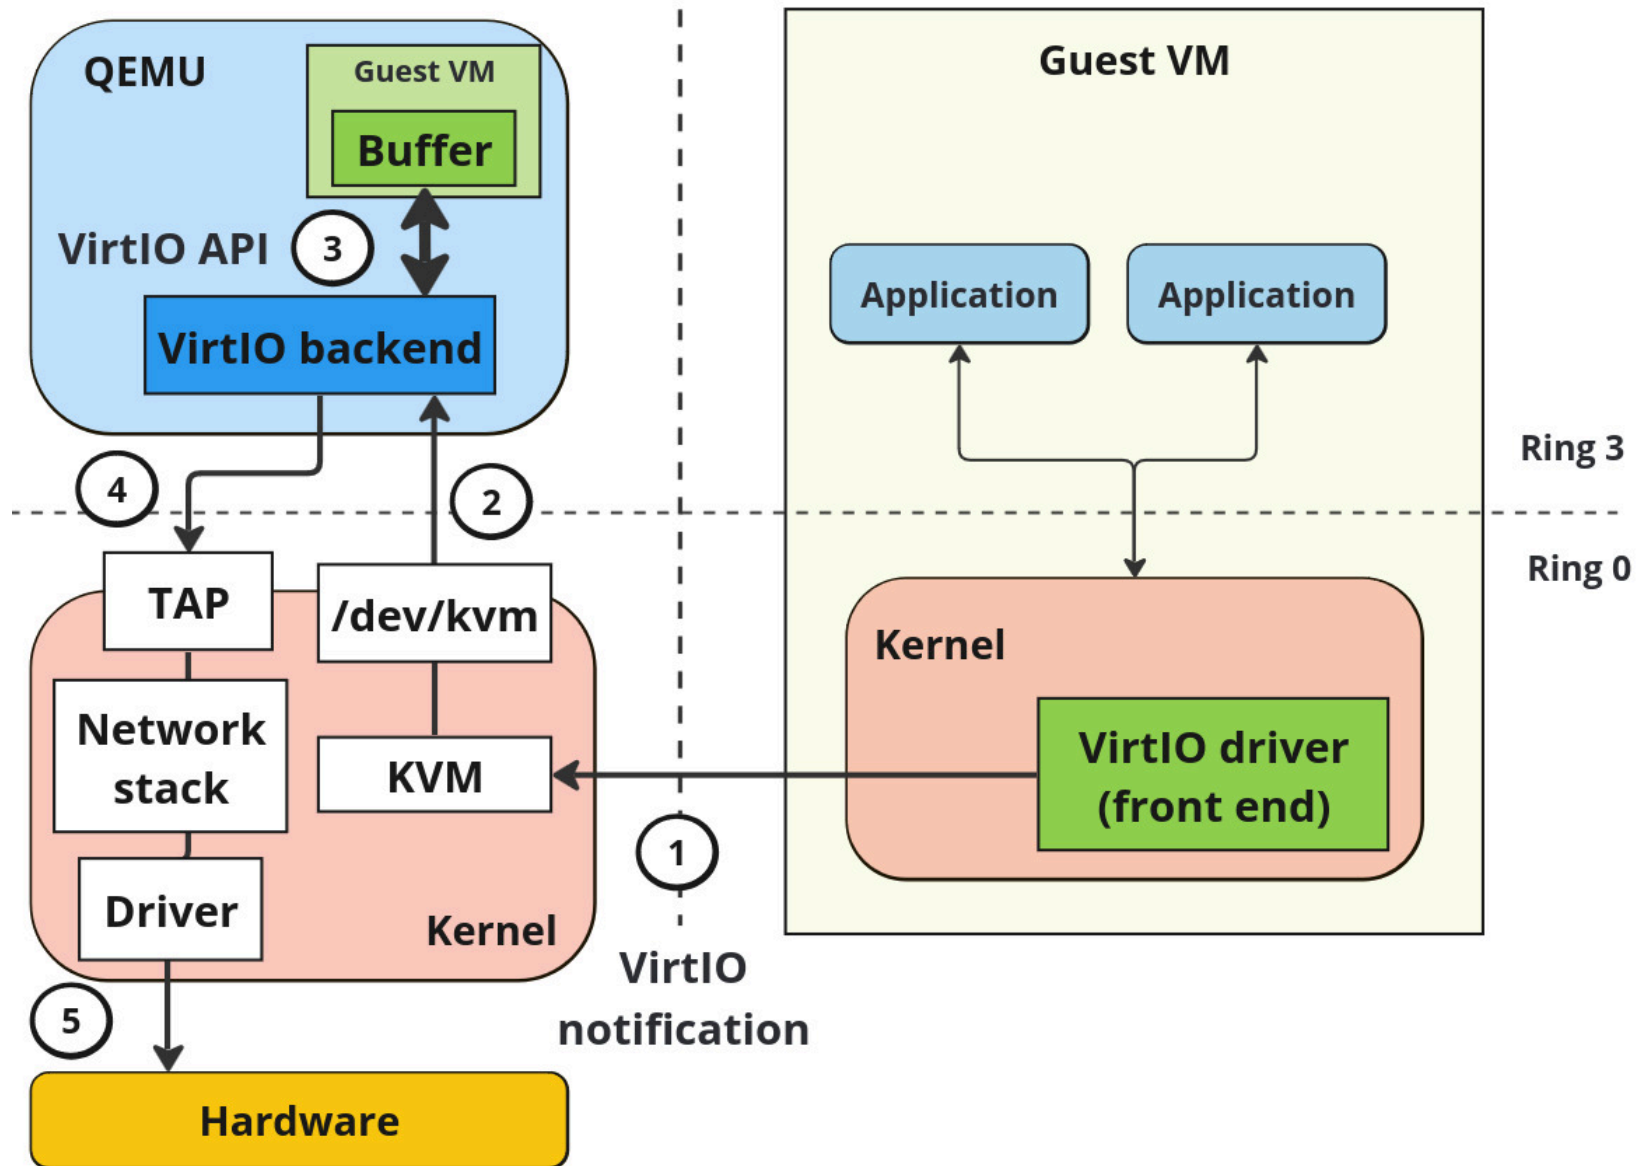 QEMU
Guest VM
Buffer
VirtIO API
3
VirtIO backend
4
2
TAP
/dev/kvm
Network
stack
KVM
Driver
Kernel
5
Hardware
1
VirtIO
notification
Guest VM
Application
Application
Ring 3
Ring 0
Kernel
VirtIO driver
(front end)